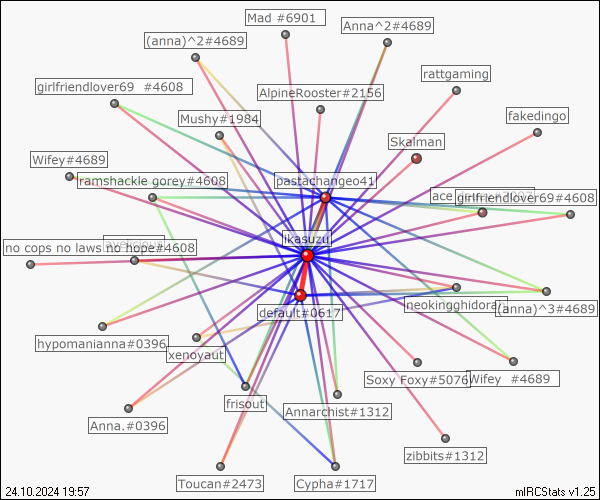 Mad #6901
Anna^2#4689
(anna)^2#4689
rattgaming
girlfriendlover69 #4608
AlpineRooster#2156
fakedingo
Mushy#1984
Skalman
Wifey#4689
ramshackle gorey#4608
pastachangeo41
ace
girlfriendlover69#4608
ikasuzu
no cops no laws no hope#4608
neokingghidorah
(anna)^3#4689
default#0617
hypomanianna#0396
xenoyaut
Soxy Foxy#5076
Wifey #4689
frisout
Annarchist#1312
Anna.#0396
zibbits#1312
Toucan#2473
Cypha#1717
24.10.2024 19:57
mIRCStats v1.25